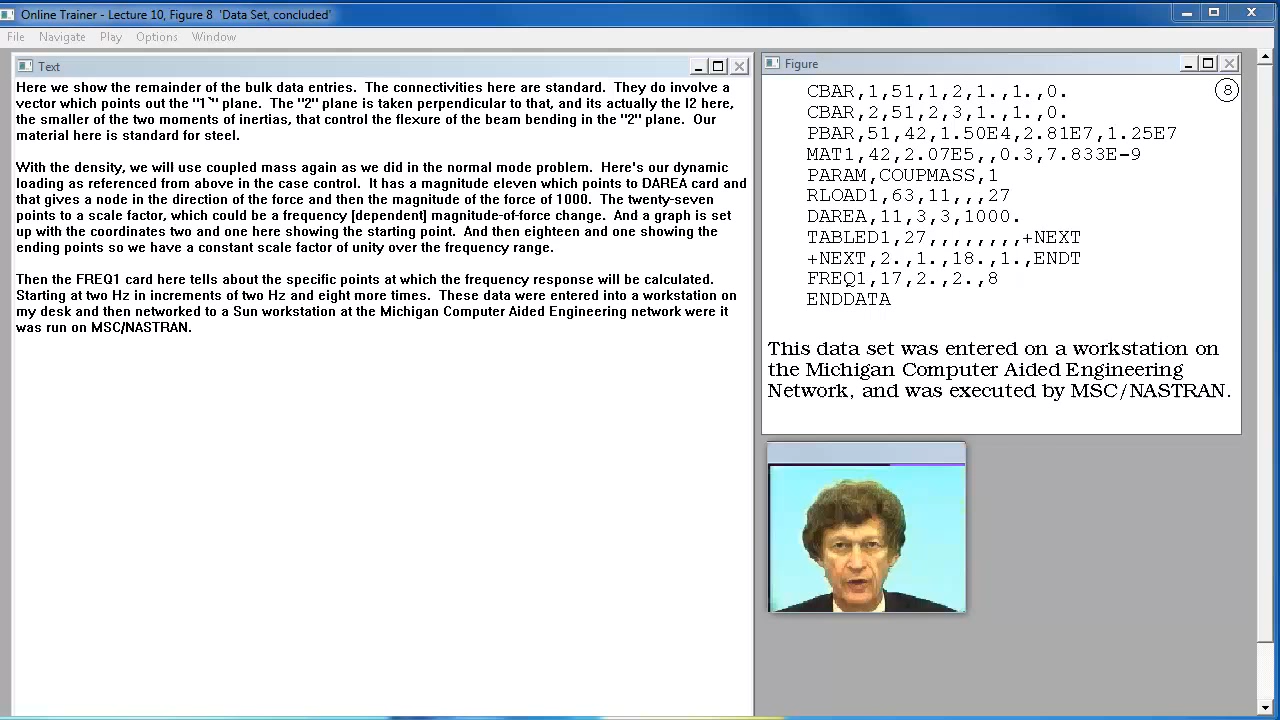 Online Trainer - Lecture 10, Figure 8 'Data Set, concluded'
File Navigate Play Options Window
Text
Here we show the remainder of the bulk data entries. The connectivities here are standard. They do involve a
vector which points out the "1" plane. The "2" plane is taken perpendicular to that, and its actually the I2 here,
the smaller of the two moments of inertias, that control the flexure of the beam bending in the "2" plane. Our
material here is standard for steel.
With the density, we will use coupled mass again as we did in the normal mode problem. Here's our dynamic
loading as referenced from above in the case control. It has a magnitude eleven which points to DAREA card and
that gives a node in the direction of the force and then the magnitude of the force of 1000. The twenty-seven
points to a scale factor, which could be a frequency [dependent] magnitude-of-force change. And a graph is set
up with the coordinates two and one here showing the starting point. And then eighteen and one showing the
ending points so we have a constant scale factor of unity over the frequency range.
Then the FREQ1 card here tells about the specific points at which the frequency response will be calculated.
Starting at two Hz in increments of two Hz and eight more times. These data were entered into a workstation on
my desk and then networked to a Sun workstation at the Michigan Computer Aided Engineering network were it
was run on MSC/NASTRAN.
Figure
8
CBAR,1,51,1,2,1.,1.,0.
CBAR,2,51,2,3,1.,1.,0.
PBAR,51,42,1.50E4,2.81E7,1.25E7
MAT1,42,2.07E5,,0.3,7.833E-9
PARAM,COUPMASS,1
RLOAD1,63,11,,,27
DAREA,11,3,3,1000.
TABLED1,27,,,,,,,,+NEXT
+NEXT,2.,1.,18.,1.,ENDT
FREQ1,17,2.,2.,8
ENDDATA
This data set was entered on a workstation on
the Michigan Computer Aided Engineering
Network, and was executed by MSC/NASTRAN.